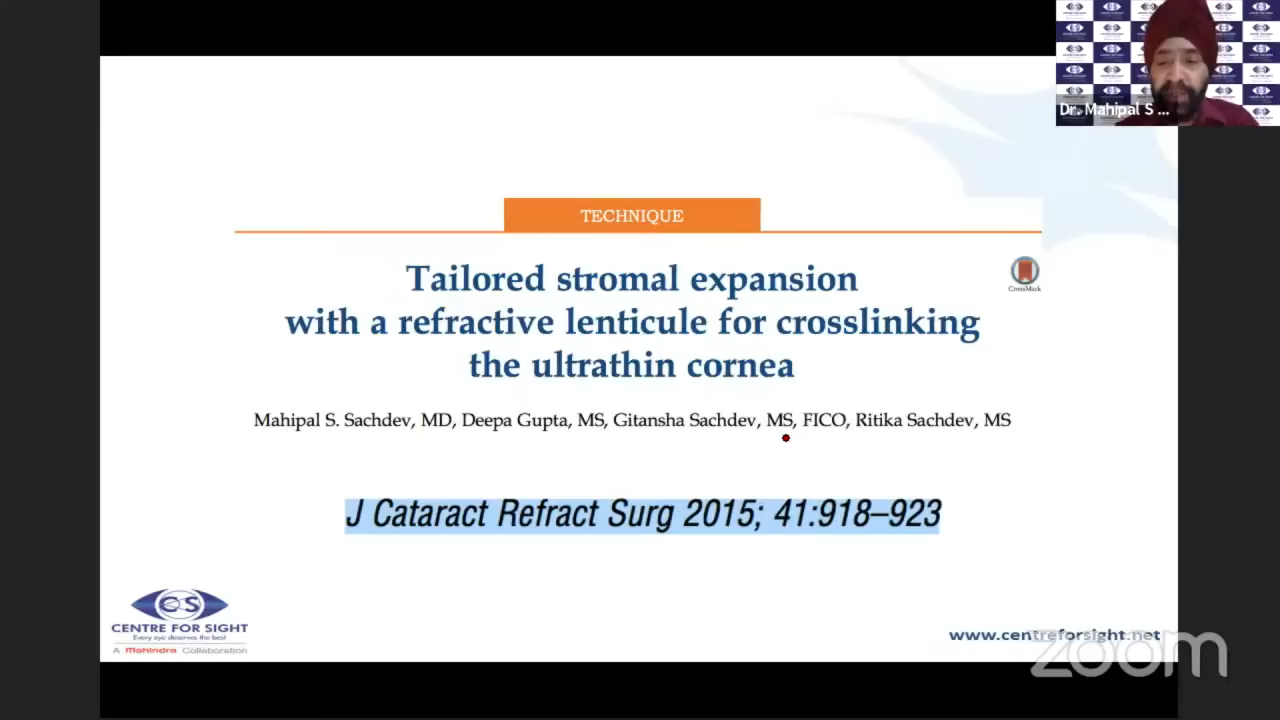 Dr. Mahipal S ...
TECHNIQUE
Tailored stromal expansion
with a refractive lenticule for crosslinking
the ultrathin cornea
CrossMark
Mahipal S. Sachdev, MD, Deepa Gupta, MS, Gitansha Sachdev, MS, FICO, Ritika Sachdev, MS
J Cataract Refract Surg 2015; 41:918–923
CS
CENTRE FOR SIGHT
Every eye deserves the best
A Mahindra Collaboration
www.centreforsight.net
zoom